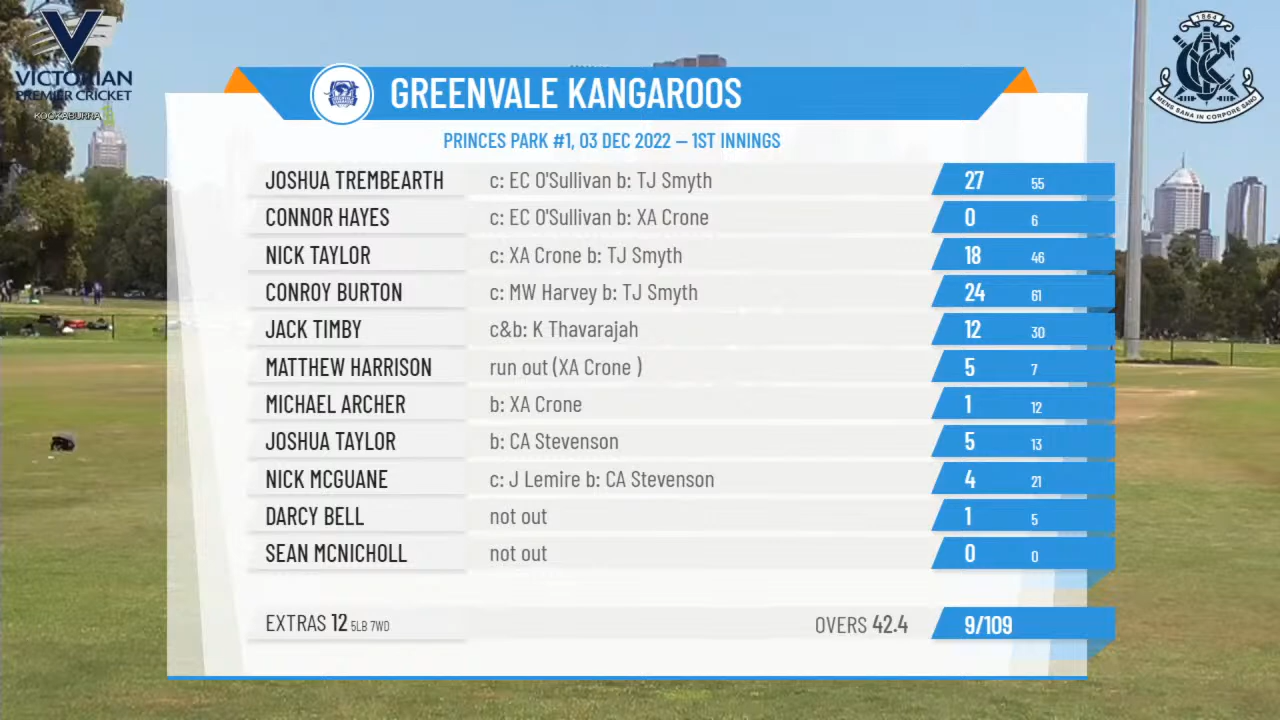 VICTORIAN
PREMIER CRICKET
KOOKABURRA
1864
MENS SANA IN CORPORE SANO
GREENVALE KANGAROOS
PRINCES PARK #1, 03 DEC 2022 – 1ST INNINGS
JOSHUA TREMBEARTH c: EC O'Sullivan b: TJ Smyth 27 55
CONNOR HAYES c: EC O'Sullivan b: XA Crone 0 6
NICK TAYLOR c: XA Crone b: TJ Smyth 18 46
CONROY BURTON c: MW Harvey b: TJ Smyth 24 61
JACK TIMBY c&b: K Thavarajah 12 30
MATTHEW HARRISON run out (XA Crone ) 5 7
MICHAEL ARCHER b: XA Crone 1 12
JOSHUA TAYLOR b: CA Stevenson 5 13
NICK MCGUANE c: J Lemire b: CA Stevenson 4 21
DARCY BELL not out 1 5
SEAN MCNICHOLL not out 0 0
EXTRAS 12 5LB 7WD OVERS 42.4 9/109